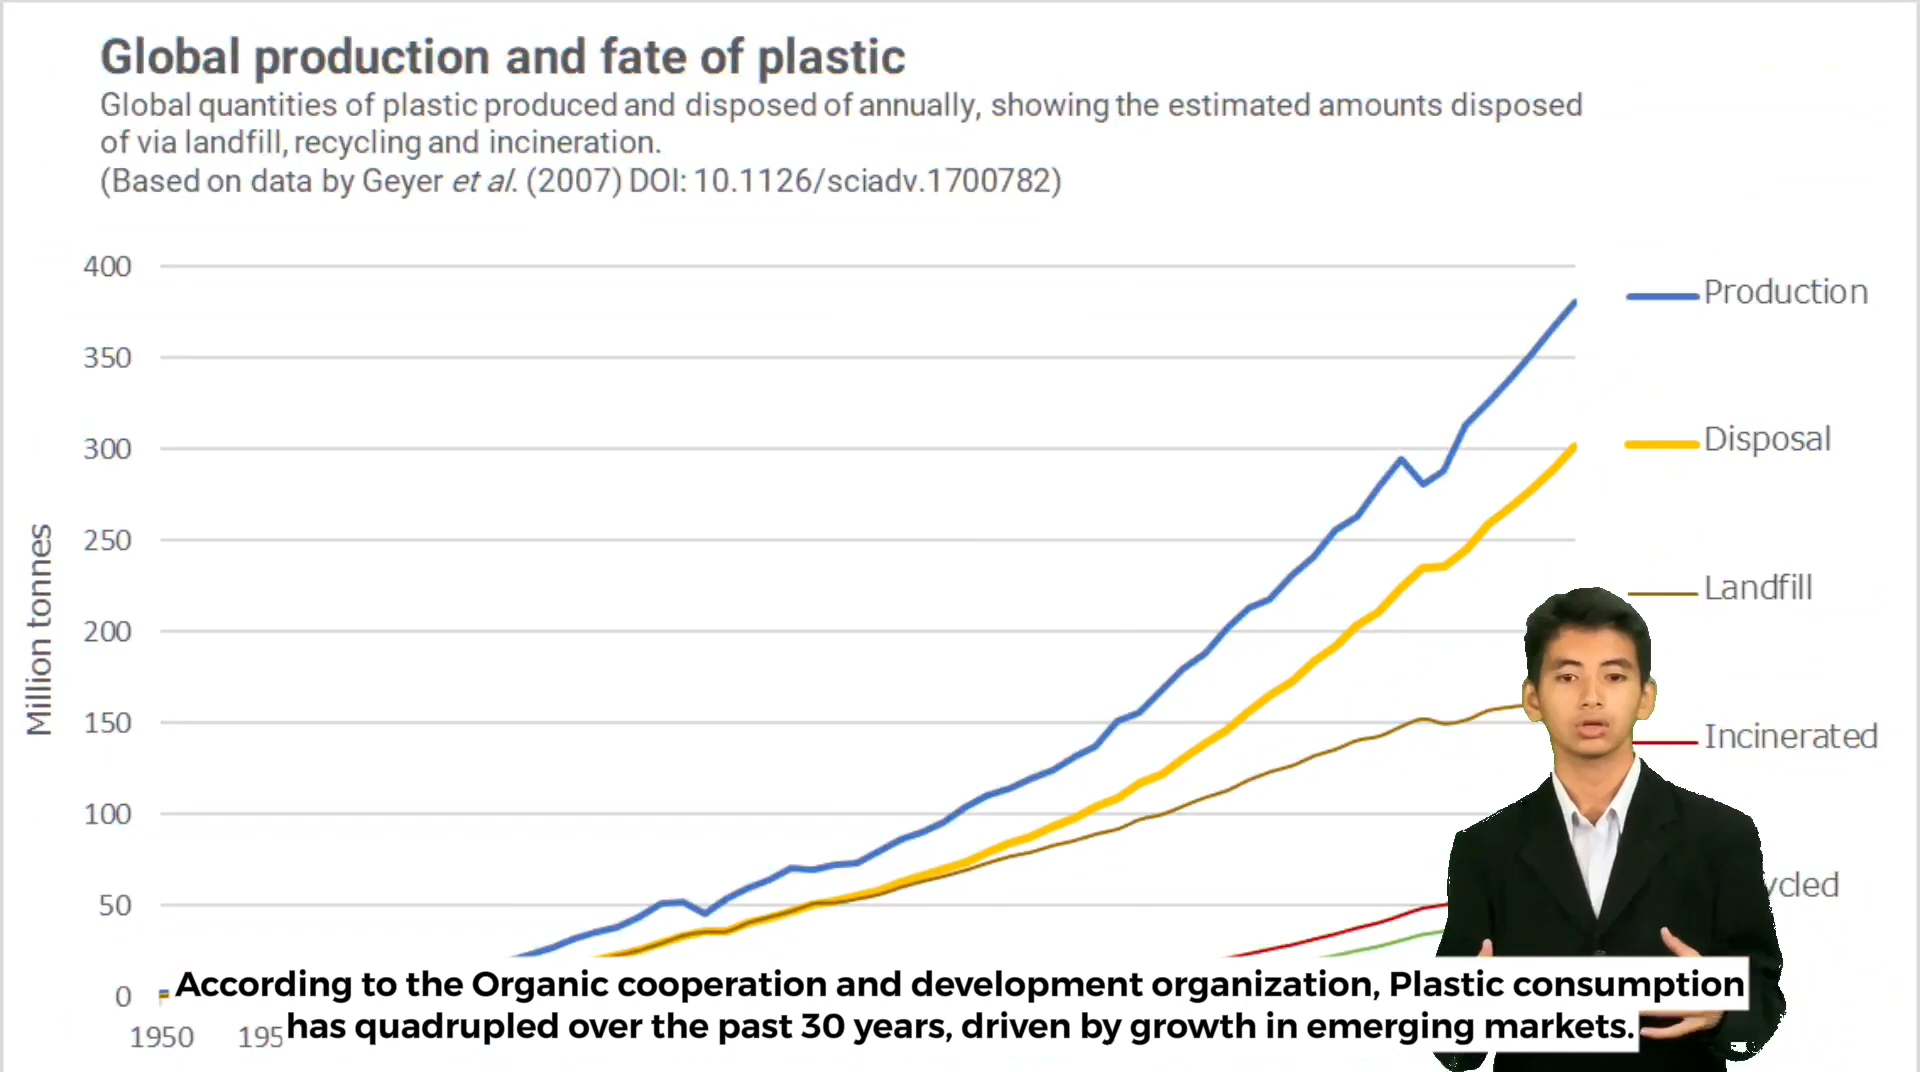 Global production and fate of plastic
Global quantities of plastic produced and disposed of annually, showing the estimated amounts disposed
of via landfill, recycling and incineration.
(Based on data by Geyer et al. (2007) DOI: 10.1126/sciadv.1700782)
400
350
300
250
200
150
100
50
0
Million tonnes
Production
Disposal
Landfill
Incinerated
ycled
1950
195
According to the Organic cooperation and development organization, Plastic consumption
has quadrupled over the past 30 years, driven by growth in emerging markets.